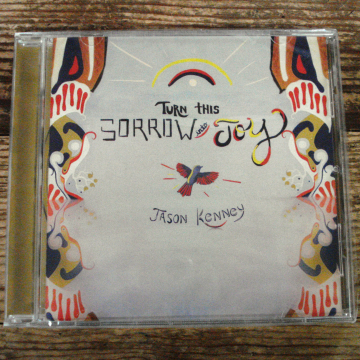 TURN THIS
SORROW into JOY
JASON KENNEY